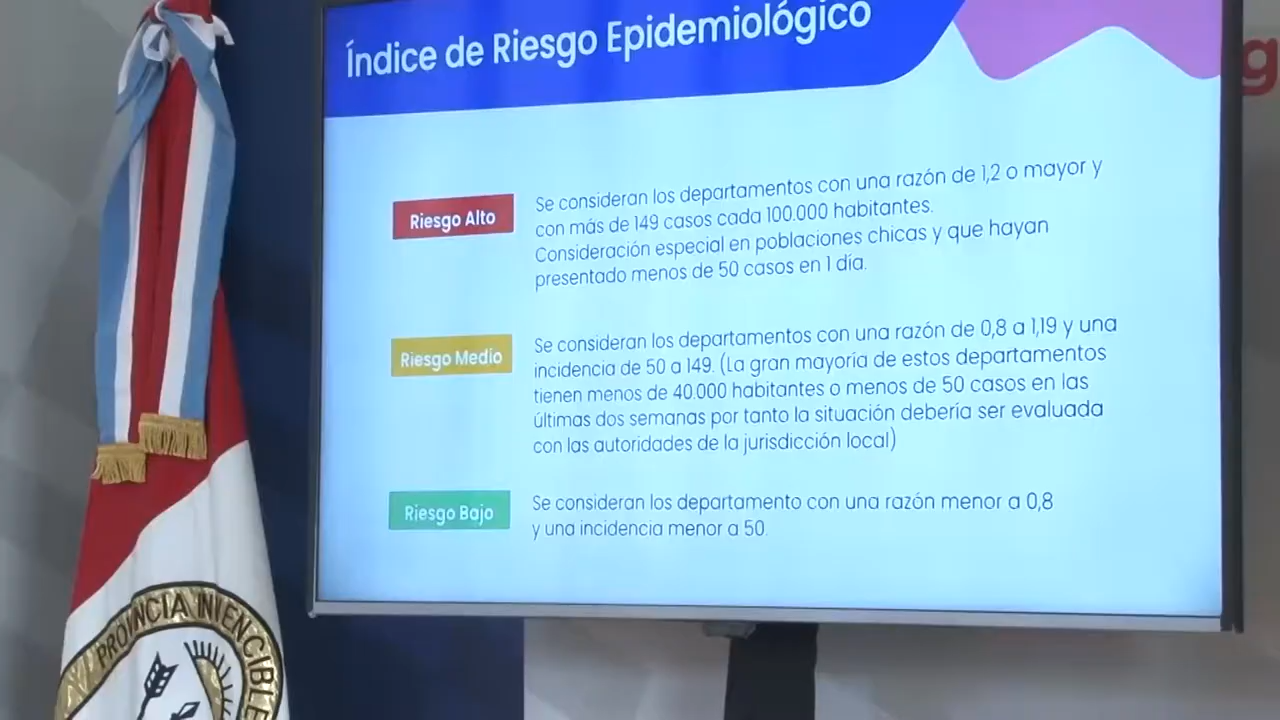 Índice de Riesgo Epidemiológico
g
Riesgo Alto
Se consideran los departamentos con una razón de 1,2 o mayor y
con más de 149 casos cada 100.000 habitantes.
Consideración especial en poblaciones chicas y que hayan
presentado menos de 50 casos en 1 día.
Riesgo Medio
Se consideran los departamentos con una razón de 0,8 a 1,19 y una
incidencia de 50 a 149. (La gran mayoría de estos departamentos
tienen menos de 40.000 habitantes o menos de 50 casos en las
últimas dos semanas por tanto la situación debería ser evaluada
con las autoridades de la jurisdicción local)
Riesgo Bajo
Se consideran los departamento con una razón menor a 0,8
y una incidencia menor a 50.
PROVINCIA INVENCIBLE